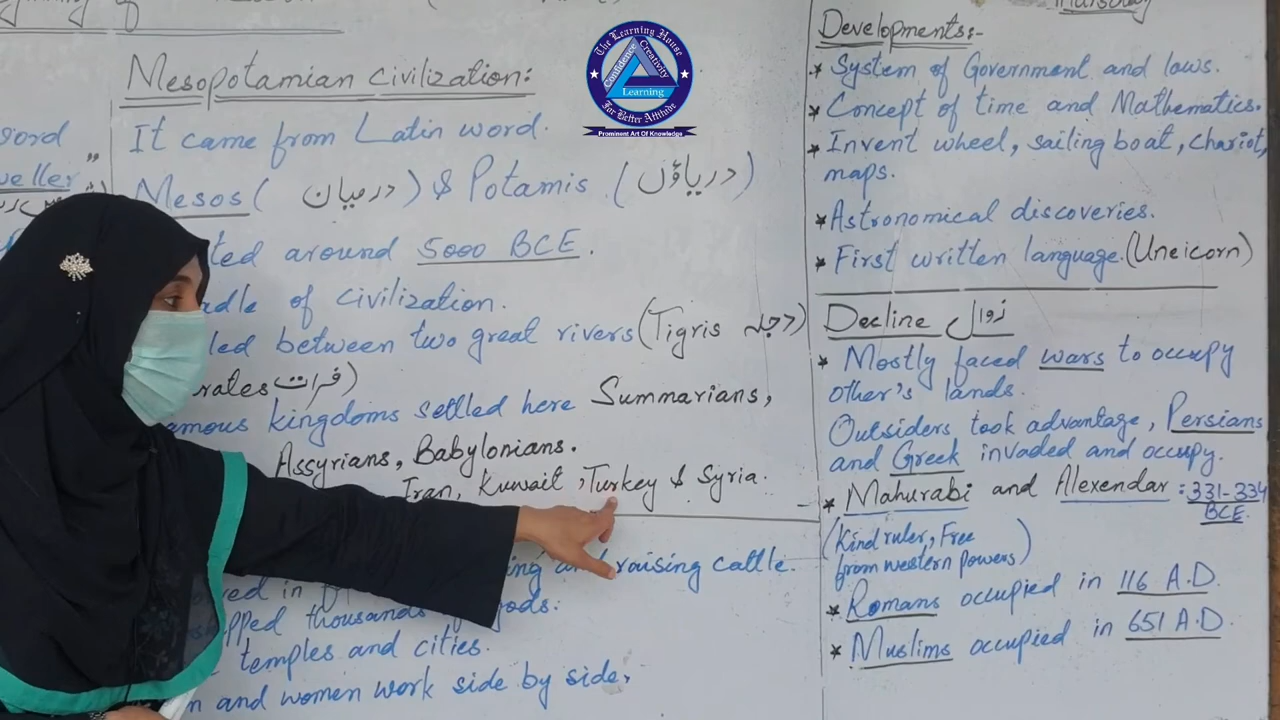 Mesopotamian civilization:
It came from Latin word.
Mesos (درمیان) & Potamis. (دریاؤں)
around 5000 BCE.
of civilization.
between two great rivers (Tigris دجلہ
فرات)
kingdoms settled here Summarians,
Assyrians, Babylonians.
Iran, Kuwait, Turkey & Syria.
and raising cattle.
in
thousands gods.
temples and cities.
and women work side by side,
The Learning House
Confidence
Creativity
Learning
For Better Attitude
Prominent Art Of Knowledge
Thursday
Developments:-
* System of Government and laws.
* Concept of time and Mathematics.
* Invent wheel, sailing boat, chariot,
maps.
* Astronomical discoveries.
* First written language. (Uneicorn)
Decline زوال
* Mostly faced wars to occupy
other's lands.
Outsiders took advantage, Persians
and Greek invaded and occupy.
* Mahurabi and Alexendar : 331-334
BCE.
(Kind ruler, Free
from western powers)
* Romans occupied in 116 A.D.
* Muslims occupied in 651 A.D